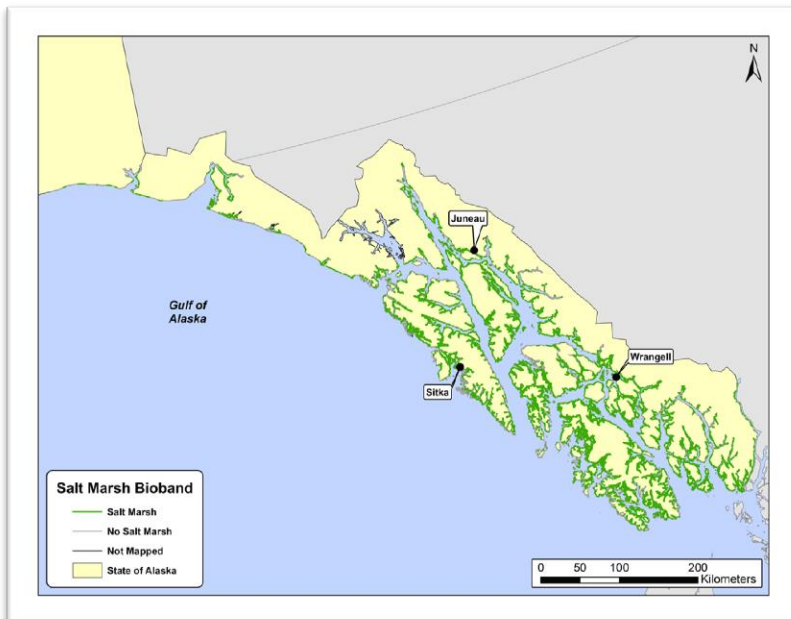 N
Juneau
Gulf of
Alaska
Wrangell
Sitka
Salt Marsh Bioband
Salt Marsh
No Salt Marsh
Not Mapped
State of Alaska
0 50 100 200
Kilometers